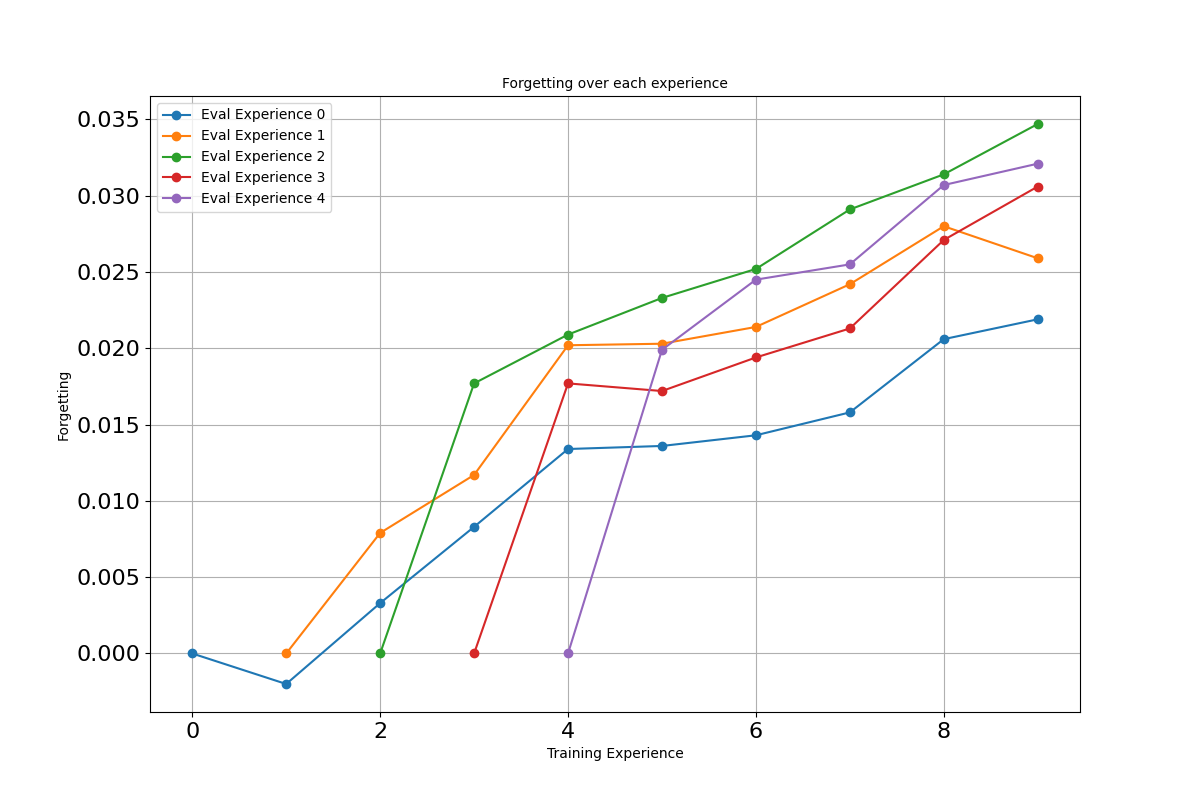 Forgetting over each experience
Eval Experience 0
Eval Experience 1
Eval Experience 2
Eval Experience 3
Eval Experience 4
0.035
0.030
0.025
0.020
0.015
0.010
0.005
0.000
Forgetting
0 2 4 6 8
Training Experience